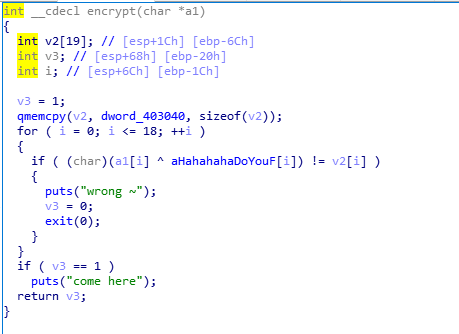 int __cdecl encrypt(char *a1)
{
  int v2[19]; // [esp+1Ch] [ebp-6Ch]
  int v3; // [esp+68h] [ebp-20h]
  int i; // [esp+6Ch] [ebp-1Ch]

  v3 = 1;
  qmemcpy(v2, dword_403040, sizeof(v2));
  for ( i = 0; i <= 18; ++i )
  {
    if ( (char)(a1[i] ^ aHahahahaDoYouF[i]) != v2[i] )
    {
      puts("wrong ~");
      v3 = 0;
      exit(0);
    }
  }
  if ( v3 == 1 )
    puts("come here");
  return v3;
}